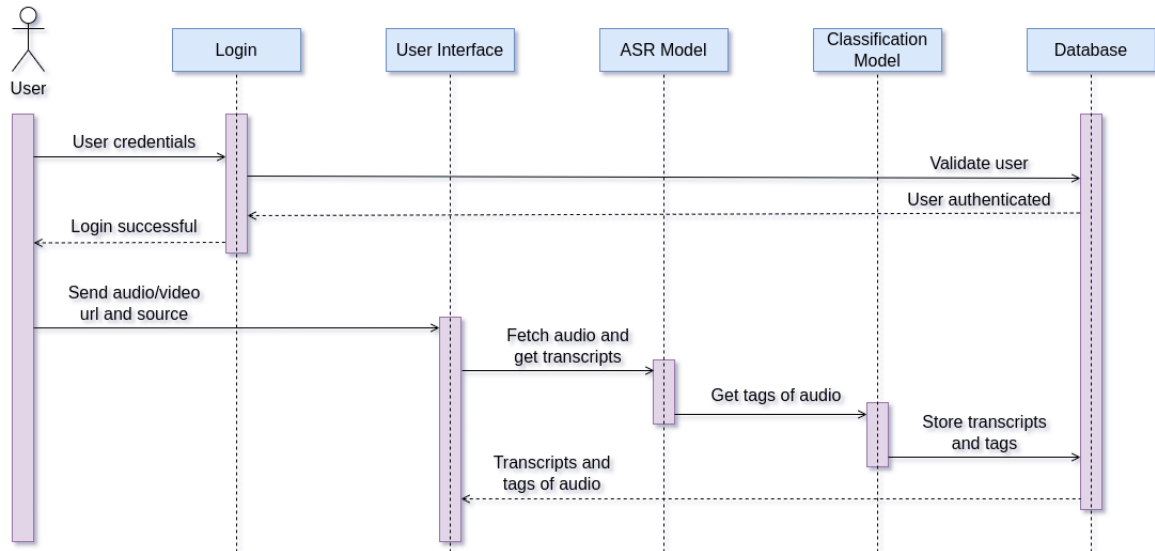 User
Login
User Interface
ASR Model
Classification
Model
Database
User credentials
Validate user
User authenticated
Login successful
Send audio/video
url and source
Fetch audio and
get transcripts
Get tags of audio
Store transcripts
and tags
Transcripts and
tags of audio